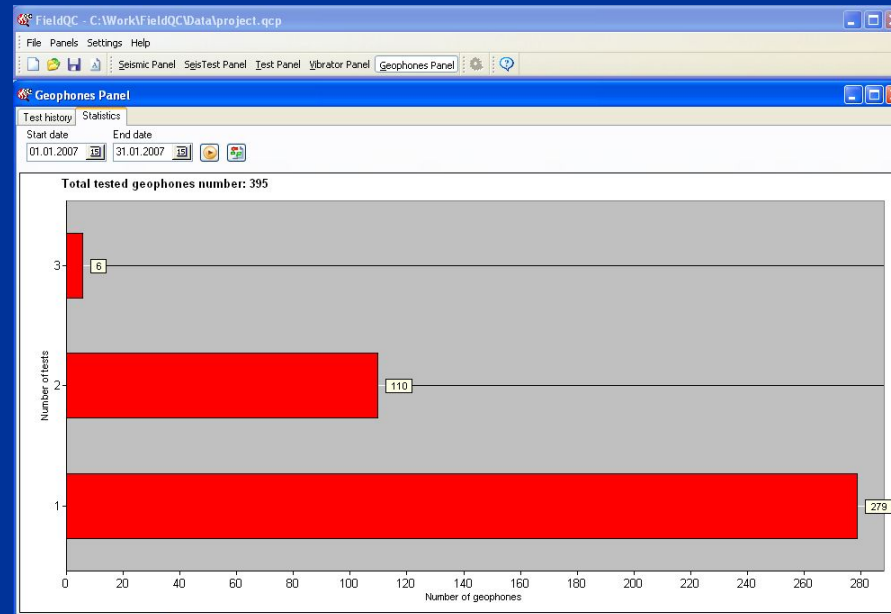 FieldQC - C:\Work\FieldQC\Data\project.qcp
File Panels Settings Help
Seismic Panel SeisTest Panel Test Panel Vibrator Panel Geophones Panel
Geophones Panel
Test history Statistics
Start date End date
01.01.2007 15 31.01.2007 15
Total tested geophones number: 395
3 6
Number of tests
2 110
1 279
0 20 40 60 80 100 120 140 160 180 200 220 240 260 280
Number of geophones